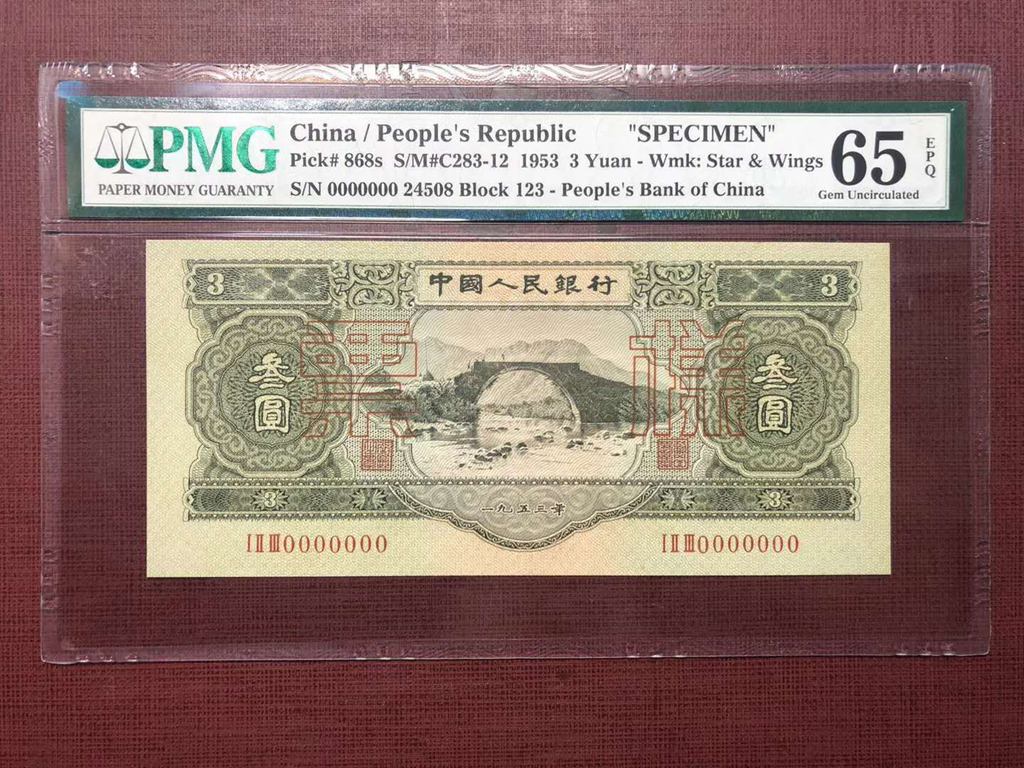 PMG
PAPER MONEY GUARANTY
China / People's Republic "SPECIMEN"
Pick# 868s S/M#C283-12 1953 3 Yuan - Wmk: Star & Wings
S/N 0000000 24508 Block 123 - People's Bank of China
65
EPQ
Gem Uncirculated
3
中國人民銀行
3
叁圓
票樣
叁圓
3
一九五三年
3
I II III 0000000
I II III 0000000